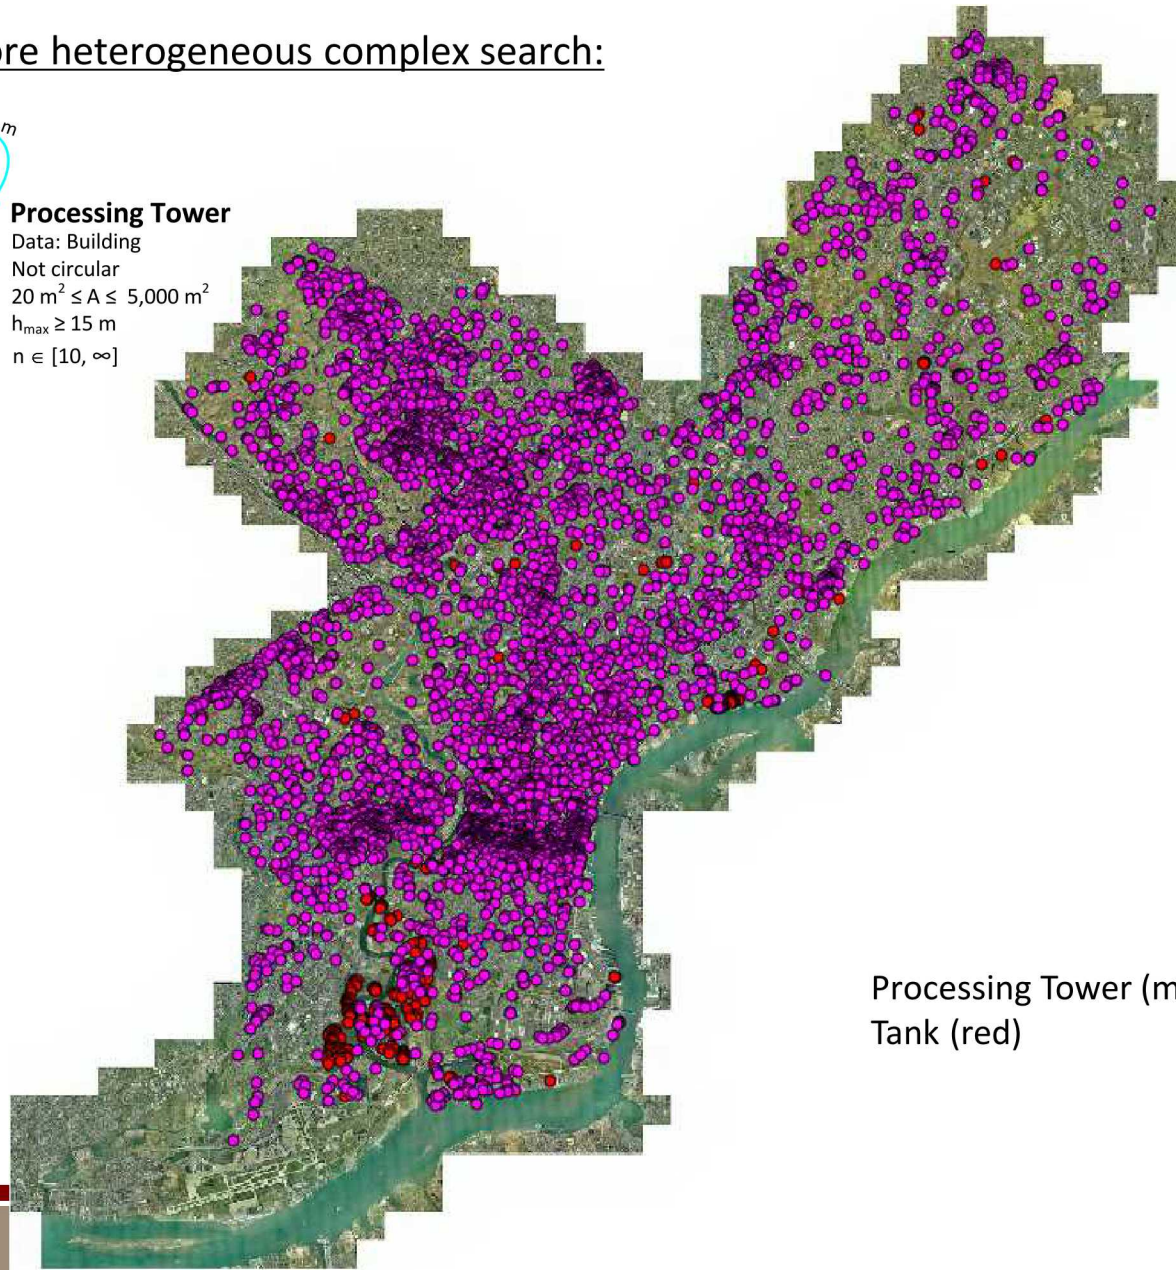 re heterogeneous complex search:
m
Processing Tower
Data: Building
Not circular
20 m² ≤ A ≤ 5,000 m²
hmax ≥ 15 m
n ∈ [10, ∞]
Processing Tower (m
Tank (red)